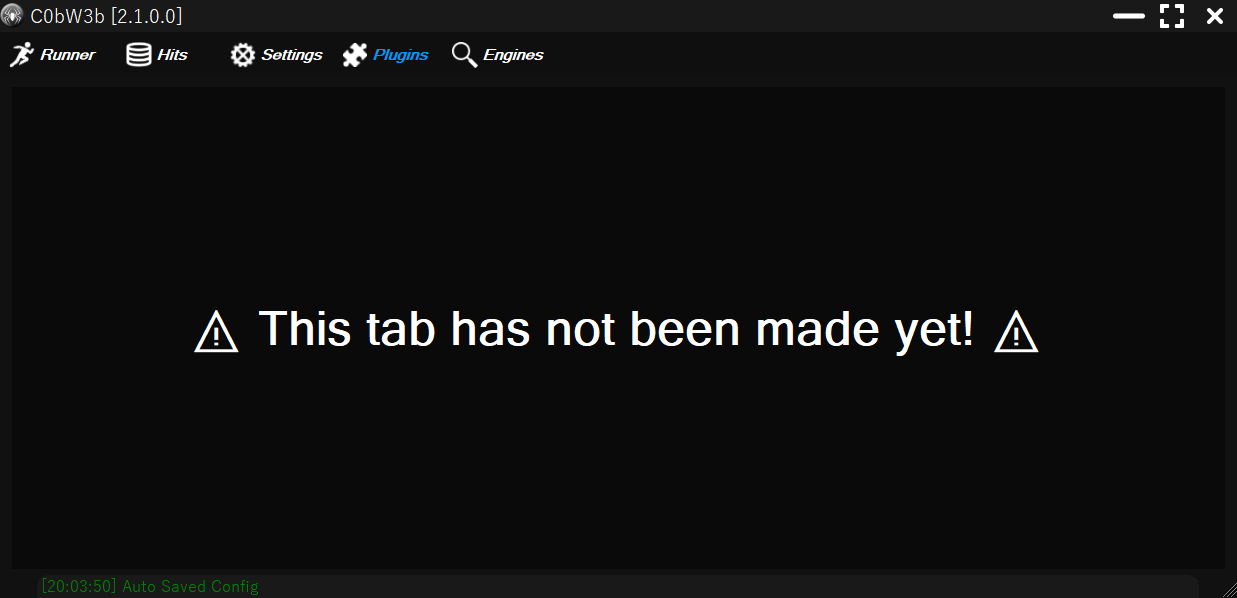 C0bW3b [2.1.0.0]
Runner Hits Settings Plugins Engines
⚠ This tab has not been made yet! ⚠
[20:03:50] Auto Saved Config